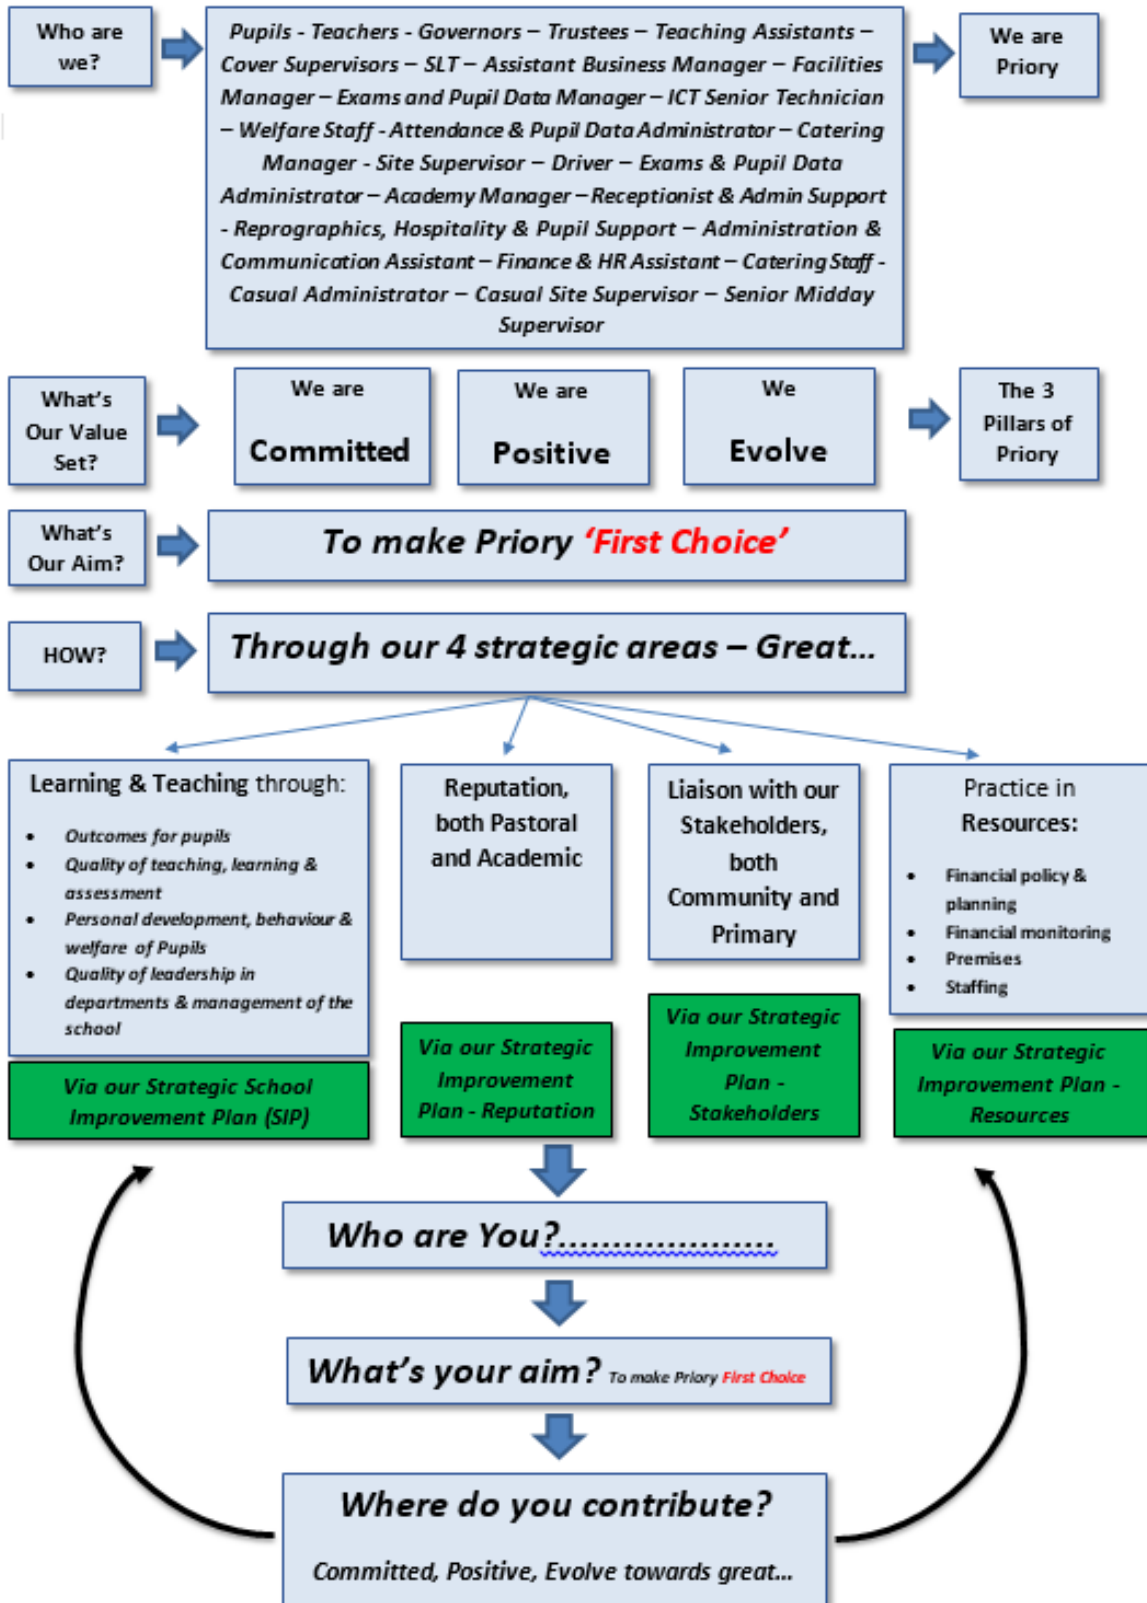 Who are
we?
Pupils - Teachers - Governors – Trustees – Teaching Assistants –
Cover Supervisors – SLT – Assistant Business Manager – Facilities
Manager – Exams and Pupil Data Manager – ICT Senior Technician
– Welfare Staff - Attendance & Pupil Data Administrator – Catering
Manager - Site Supervisor – Driver – Exams & Pupil Data
Administrator – Academy Manager – Receptionist & Admin Support
- Reprographics, Hospitality & Pupil Support – Administration &
Communication Assistant – Finance & HR Assistant – Catering Staff -
Casual Administrator – Casual Site Supervisor – Senior Midday
Supervisor
We are
Priory
What's
Our Value
Set?
We are
Committed
We are
Positive
We
Evolve
The 3
Pillars of
Priory
What's
Our Aim?
To make Priory ‘First Choice’
HOW?
Through our 4 strategic areas – Great...
Learning & Teaching through:
• Outcomes for pupils
• Quality of teaching, learning &
assessment
• Personal development, behaviour &
welfare of Pupils
• Quality of leadership in
departments & management of the
school
Via our Strategic School
Improvement Plan (SIP)
Reputation,
both Pastoral
and Academic
Via our Strategic
Improvement
Plan - Reputation
Liaison with our
Stakeholders,
both
Community and
Primary
Via our Strategic
Improvement
Plan -
Stakeholders
Practice in
Resources:
• Financial policy &
planning
• Financial monitoring
• Premises
• Staffing
Via our Strategic
Improvement Plan -
Resources
Who are You?....................
What's your aim? To make Priory First Choice
Where do you contribute?
Committed, Positive, Evolve towards great...